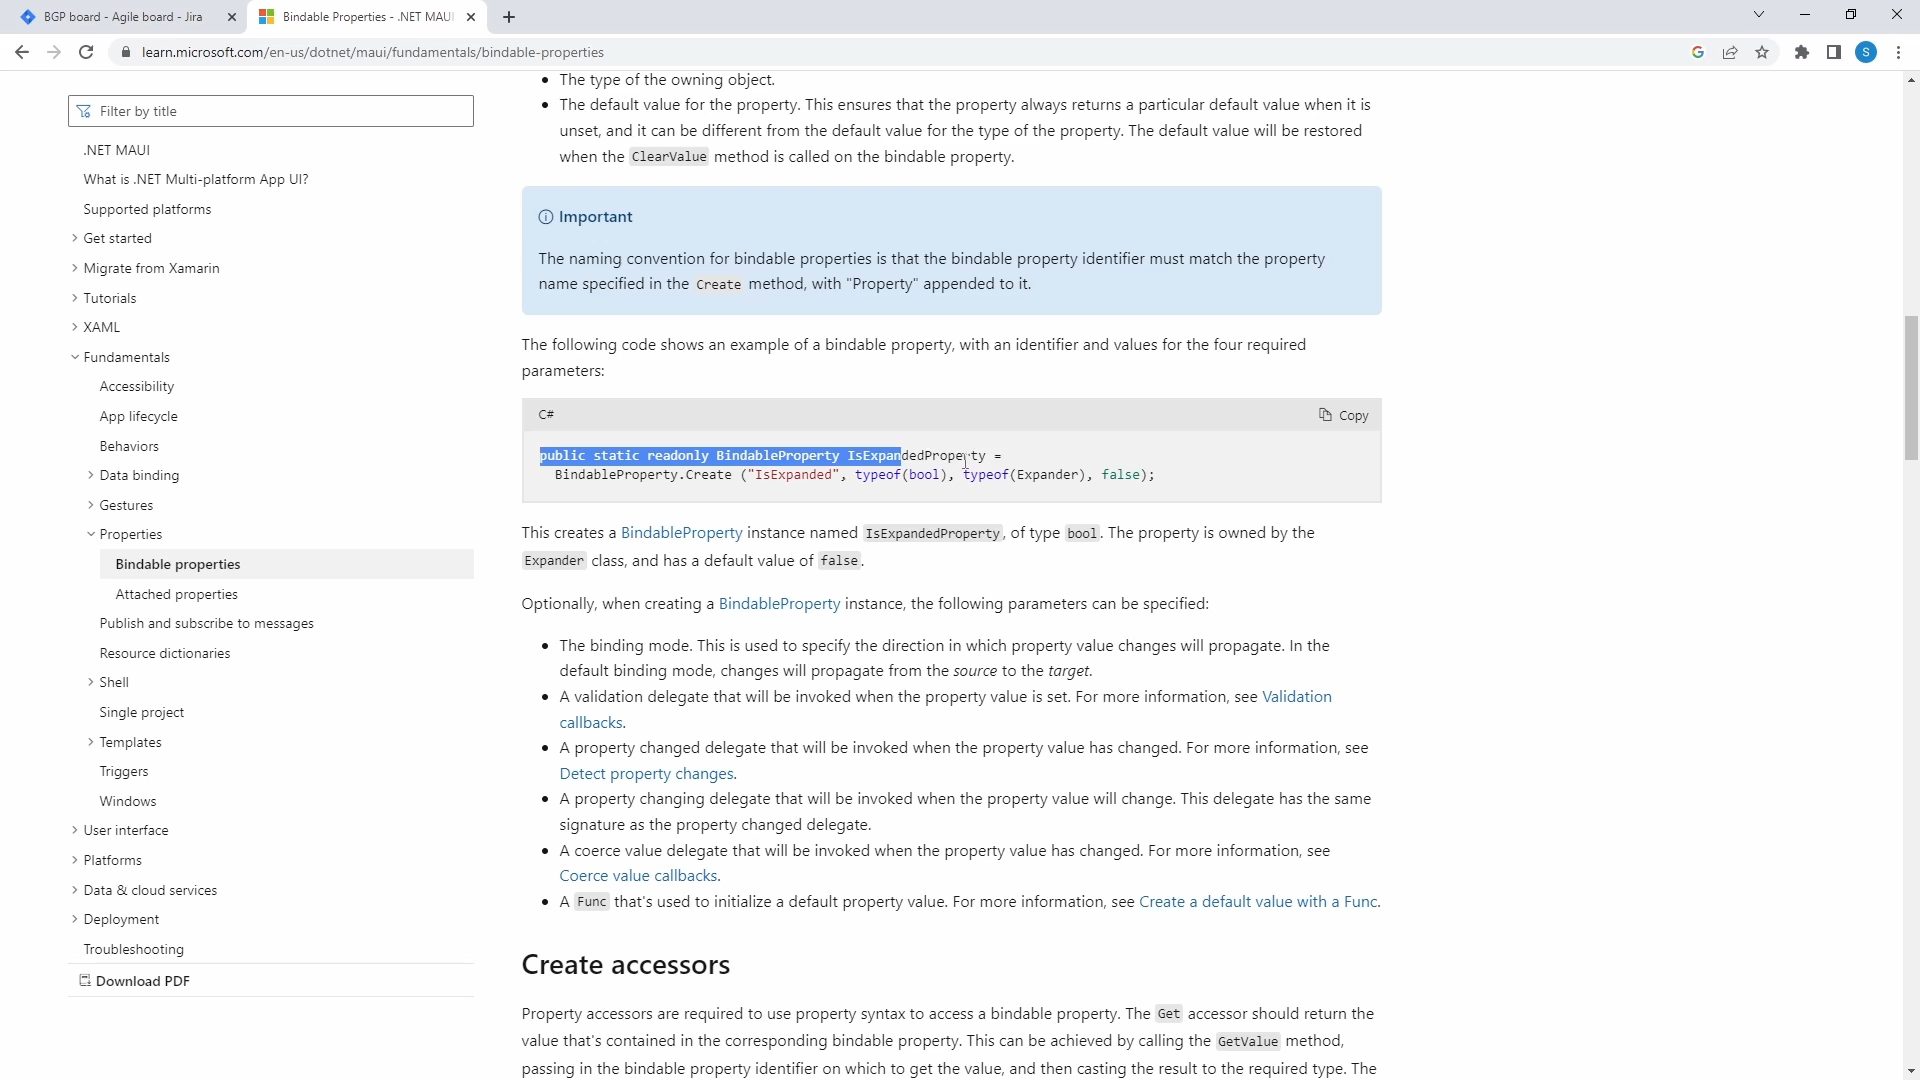 BGP board - Agile board - Jira
Bindable Properties - .NET MAUI
learn.microsoft.com/en-us/dotnet/maui/fundamentals/bindable-properties
S
Filter by title
.NET MAUI
What is .NET Multi-platform App UI?
Supported platforms
Get started
Migrate from Xamarin
Tutorials
XAML
Fundamentals
Accessibility
App lifecycle
Behaviors
Data binding
Gestures
Properties
Bindable properties
Attached properties
Publish and subscribe to messages
Resource dictionaries
Shell
Single project
Templates
Triggers
Windows
User interface
Platforms
Data & cloud services
Deployment
Troubleshooting
Download PDF
• The type of the owning object.
• The default value for the property. This ensures that the property always returns a particular default value when it is
unset, and it can be different from the default value for the type of the property. The default value will be restored
when the ClearValue method is called on the bindable property.
Important
The naming convention for bindable properties is that the bindable property identifier must match the property
name specified in the Create method, with "Property" appended to it.
The following code shows an example of a bindable property, with an identifier and values for the four required
parameters:
C#
Copy
public static readonly BindableProperty IsExpandedProperty =
BindableProperty.Create ("IsExpanded", typeof(bool), typeof(Expander), false);
This creates a BindableProperty instance named IsExpandedProperty, of type bool. The property is owned by the
Expander class, and has a default value of false.
Optionally, when creating a BindableProperty instance, the following parameters can be specified:
• The binding mode. This is used to specify the direction in which property value changes will propagate. In the
default binding mode, changes will propagate from the source to the target.
• A validation delegate that will be invoked when the property value is set. For more information, see Validation
callbacks.
• A property changed delegate that will be invoked when the property value has changed. For more information, see
Detect property changes.
• A property changing delegate that will be invoked when the property value will change. This delegate has the same
signature as the property changed delegate.
• A coerce value delegate that will be invoked when the property value has changed. For more information, see
Coerce value callbacks.
• A Func that's used to initialize a default property value. For more information, see Create a default value with a Func.
Create accessors
Property accessors are required to use property syntax to access a bindable property. The Get accessor should return the
value that's contained in the corresponding bindable property. This can be achieved by calling the GetValue method,
passing in the bindable property identifier on which to get the value, and then casting the result to the required type. The